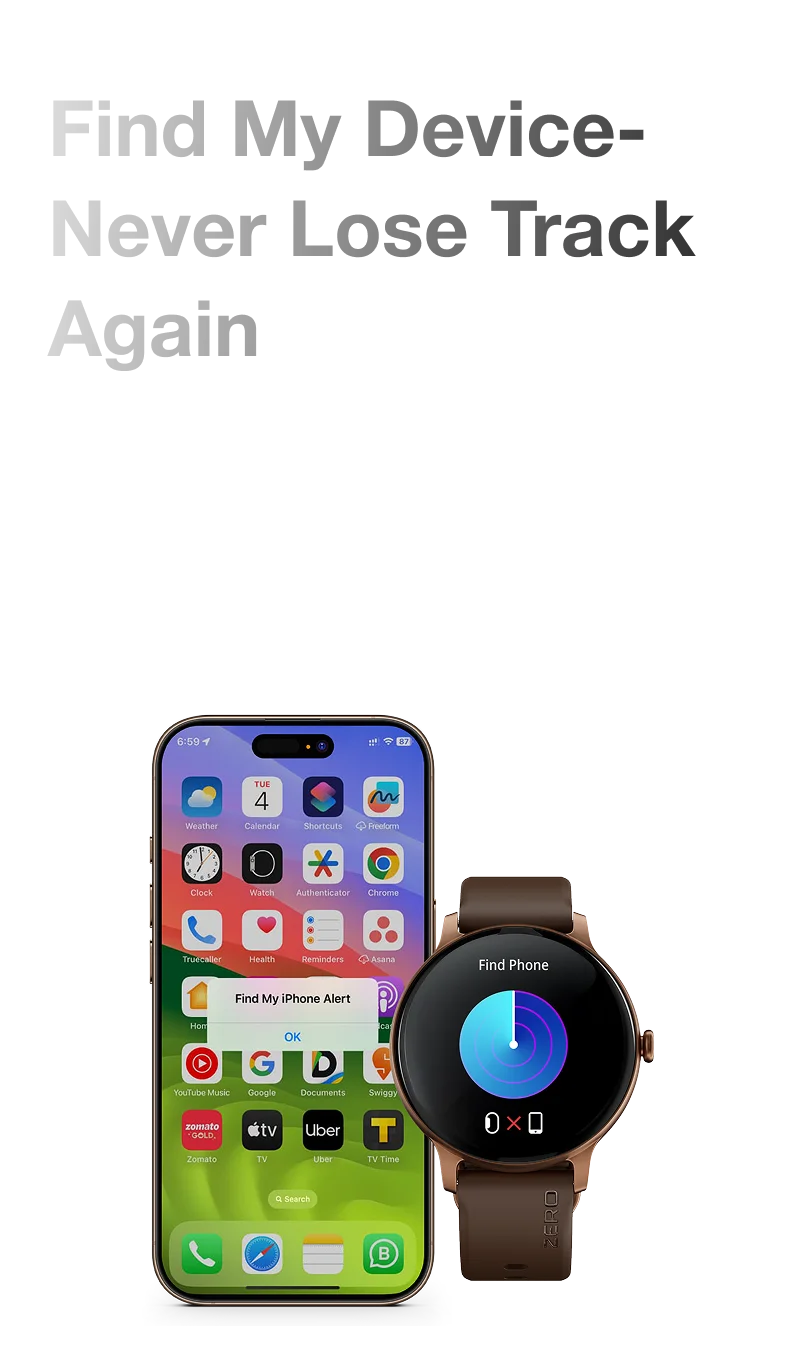 Find My Device-
Never Lose Track
Again
6:59
87
TUE
4
Weather
Calendar
Shortcuts
Freeform
Clock
Watch
Authenticator
Chrome
Truecaller
Health
Reminders
Asana
Find My iPhone Alert
OK
YouTube Music
Google
Documents
Swiggy
zomato
GOLD
tv
Uber
Zomato
TV
Uber
TV Time
Search
B
Find Phone
ZERO